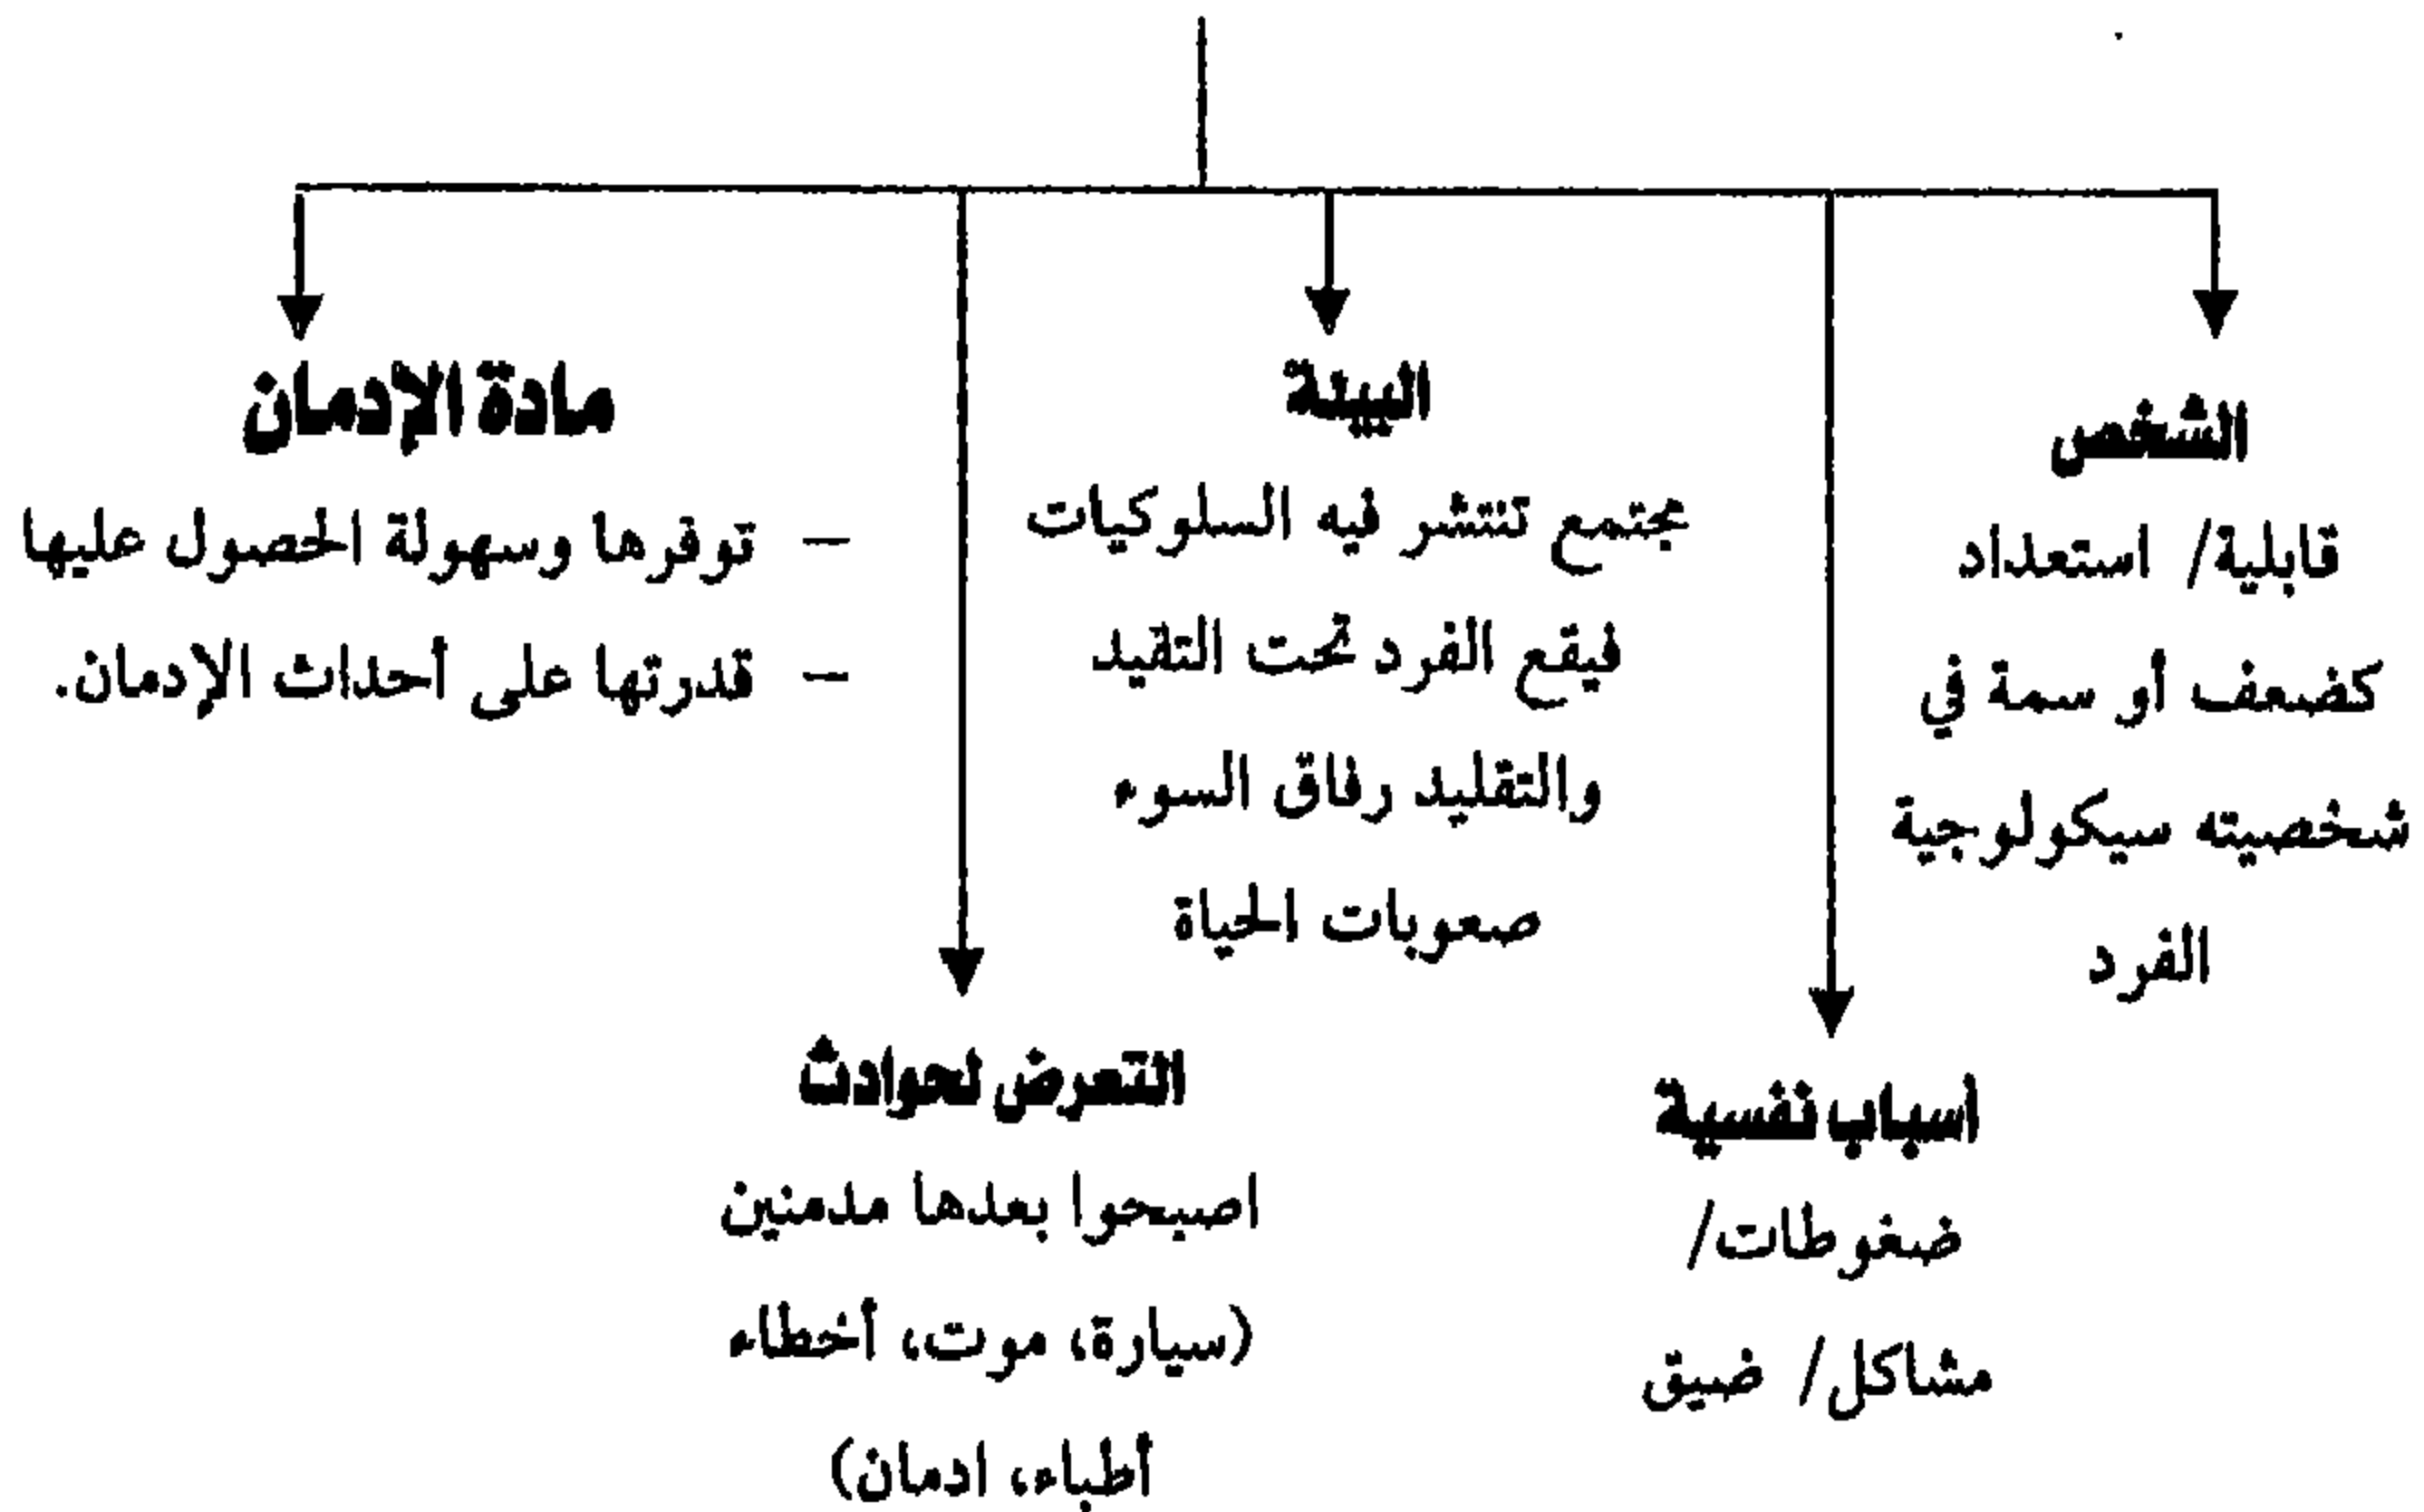 الشخص
قابلية/ استعداد
كضعف أو سمة في
شخصيته سيكولوجية
الفرد
أسباب نفسية
ضغوطات/
مشاكل/ ضيق
البيئة
مجتمع تنتشر فيه السلوكيات
فيقع الفرد تحت التقيد
والتقليد رفاق السوء
صعوبات الحياة
التعرض لحوادث
اصبحوا بعدها مدمنين
(سيارة، موت، أخطاء
أطباء، ادمان)
مادة الإدمان
– توفرها وسهولة الحصول عليها
– قدرتها على أحداث الإدمان.